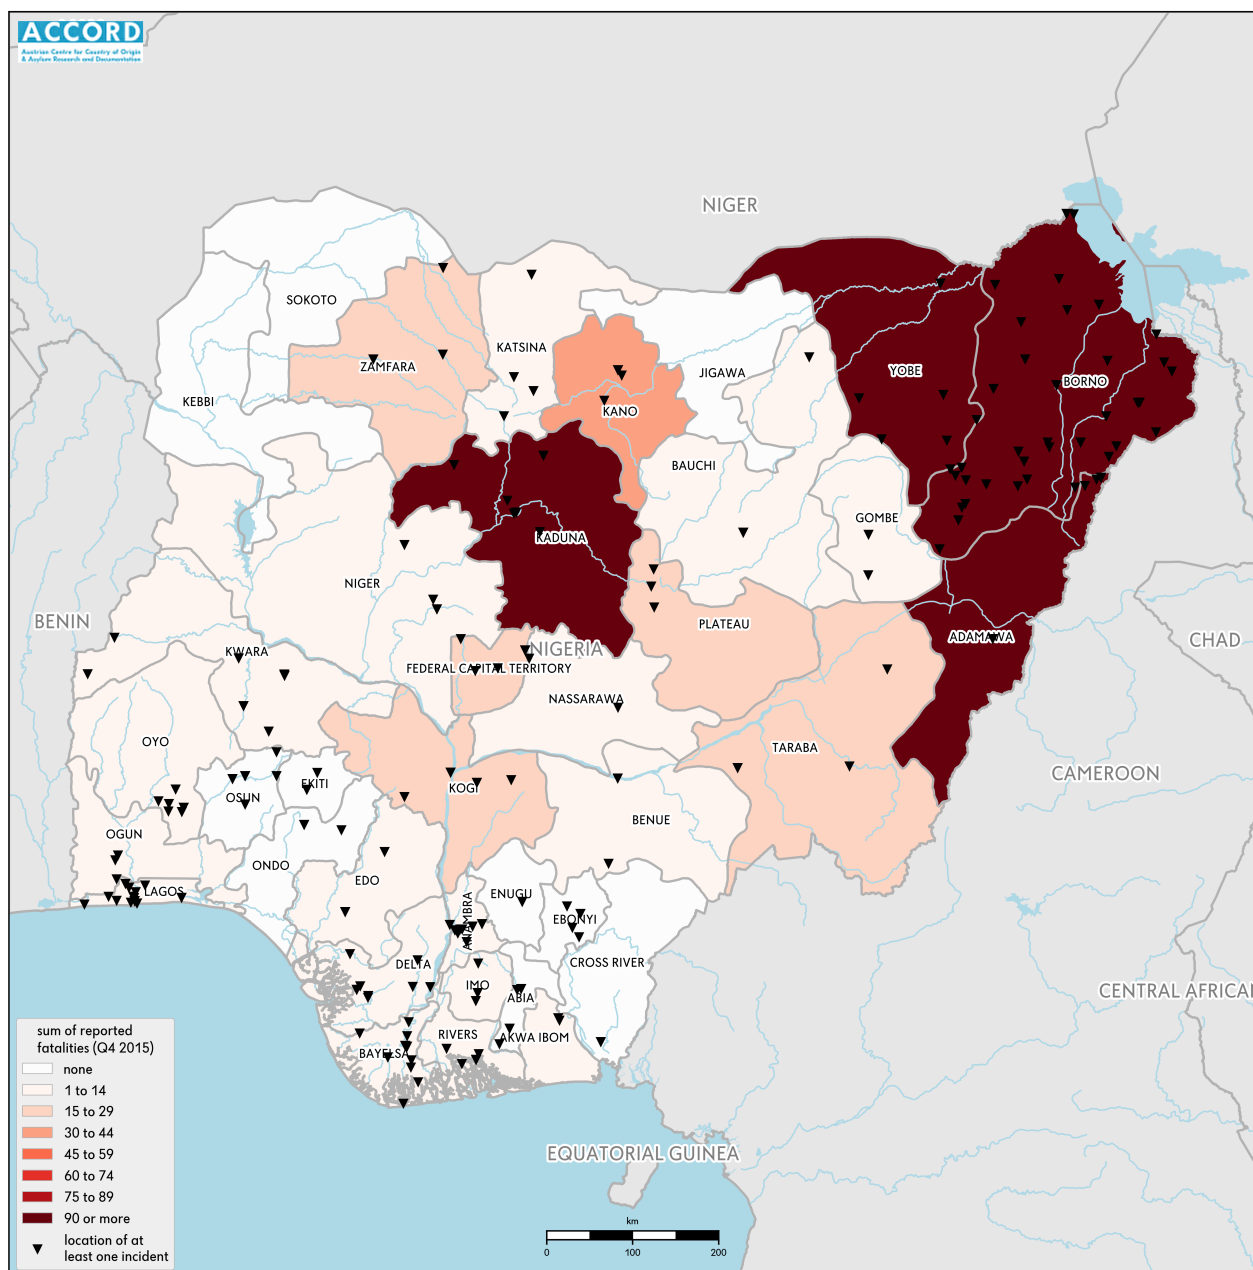 ACCORD
Austrian Centre for Country of Origin
& Asylum Research and Documentation
NIGER
SOKOTO
KATSINA
ZAMFARA
JIGAWA
YOBE
BORNO
KEBBI
KANO
BAUCHI
GOMBE
KADUNA
NIGER
BENIN
PLATEAU
ADAMAWA
CHAD
KWARA
NIGERIA
FEDERAL CAPITAL TERRITORY
NASSARAWA
OYO
TARABA
CAMEROON
EKITI
KOGI
OSUN
BENUE
OGUN
ONDO
EDO
LAGOS
ENUGU
ANAMBRA
EBONYI
DELTA
CROSS RIVER
IMO
ABIA
CENTRAL AFRICAN
RIVERS
AKWA IBOM
BAYELSA
EQUATORIAL GUINEA
sum of reported
fatalities (Q4 2015)
none
1 to 14
15 to 29
30 to 44
45 to 59
60 to 74
75 to 89
90 or more
location of at
least one incident
km
0 100 200